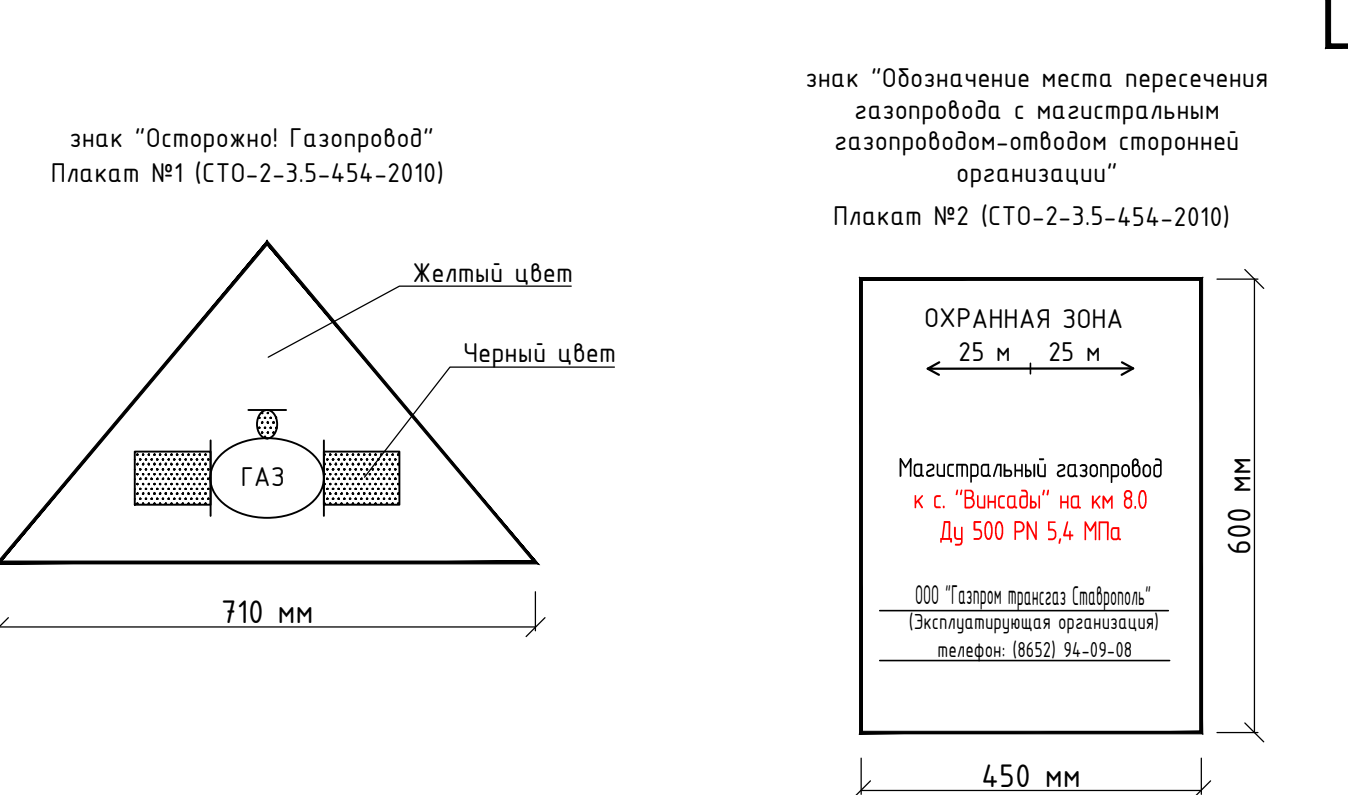 знак "Осторожно! Газопровод"
Плакат №1 (СТО-2-3.5-454-2010)
Желтый цвет
Черный цвет
ГАЗ
710 мм
знак "Обозначение места пересечения
газопровода с магистральным
газопроводом-отводом сторонней
организации"
Плакат №2 (СТО-2-3.5-454-2010)
ОХРАННАЯ ЗОНА
25 м 25 м
Магистральный газопровод
к с. "Винсады" на км 8.0
Ду 500 PN 5,4 МПа
ООО "Газпром трансгаз Ставрополь"
(Эксплуатирующая организация)
телефон: (8652) 94-09-08
600 мм
450 мм